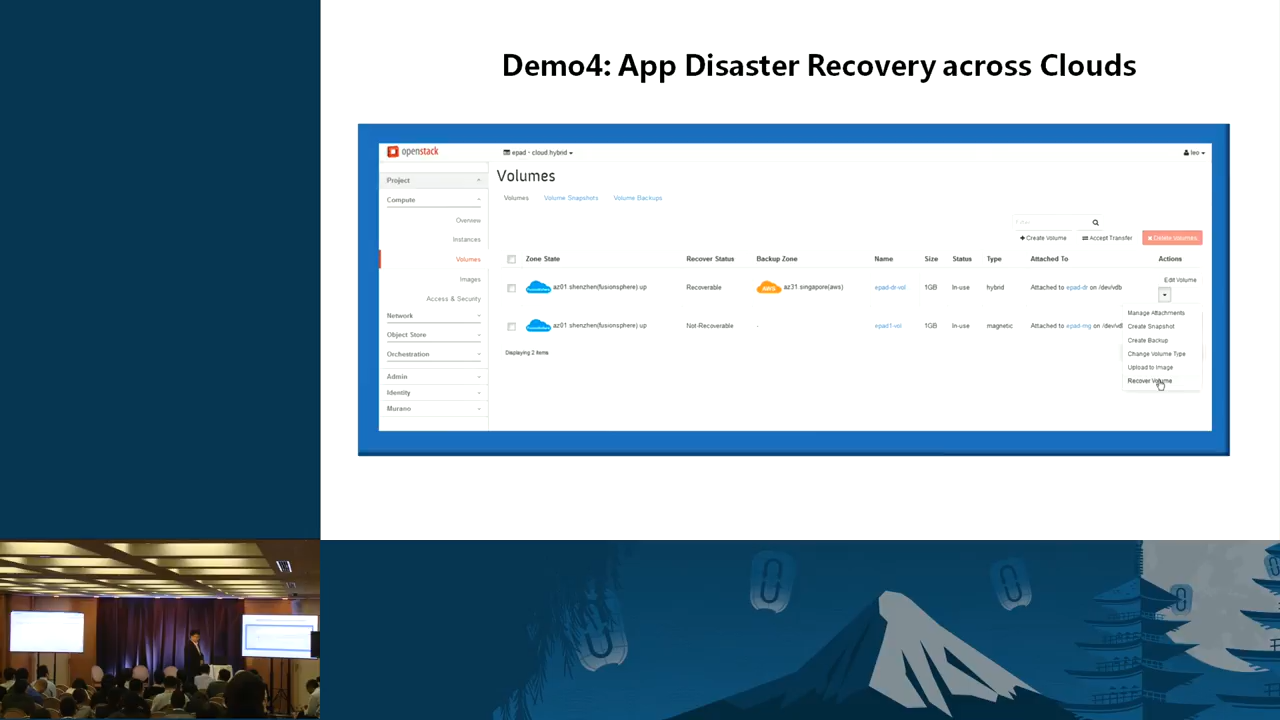 Demo4: App Disaster Recovery across Clouds
openstack
epad - cloud hybrid
leo
Project
Compute
Overview
Instances
Volumes
Images
Access & Security
Network
Object Store
Orchestration
Admin
Identity
Murano
Volumes
Volumes Volume Snapshots Volume Backups
Filter
+ Create Volume Accept Transfer Delete Volumes
Zone State Recover Status Backup Zone Name Size Status Type Attached To Actions
az01 shenzhen(fusionsphere) up Recoverable AWS az31 singapore(aws) epad-dr-vol 1GB In-use hybrid Attached to epad-dr on /dev/vdb Edit Volume
az01 shenzhen(fusionsphere) up Not-Recoverable - epad1-vol 1GB In-use magnetic Attached to epad-mg on /dev/vdb
Displaying 2 items
Manage Attachments
Create Snapshot
Create Backup
Change Volume Type
Upload to Image
Recover Volume